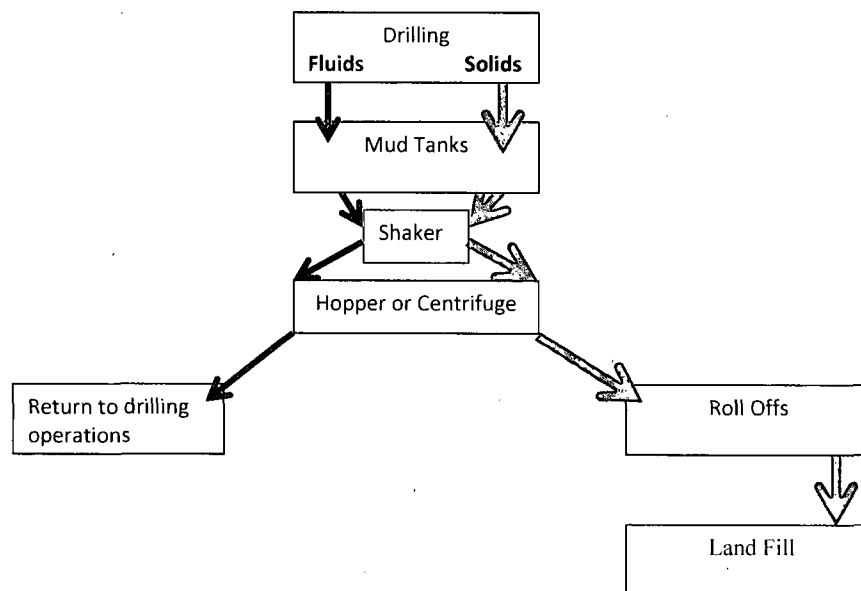 Drilling
Fluids Solids
Mud Tanks
Shaker
Hopper or Centrifuge
Return to drilling
operations
Roll Offs
Land Fill